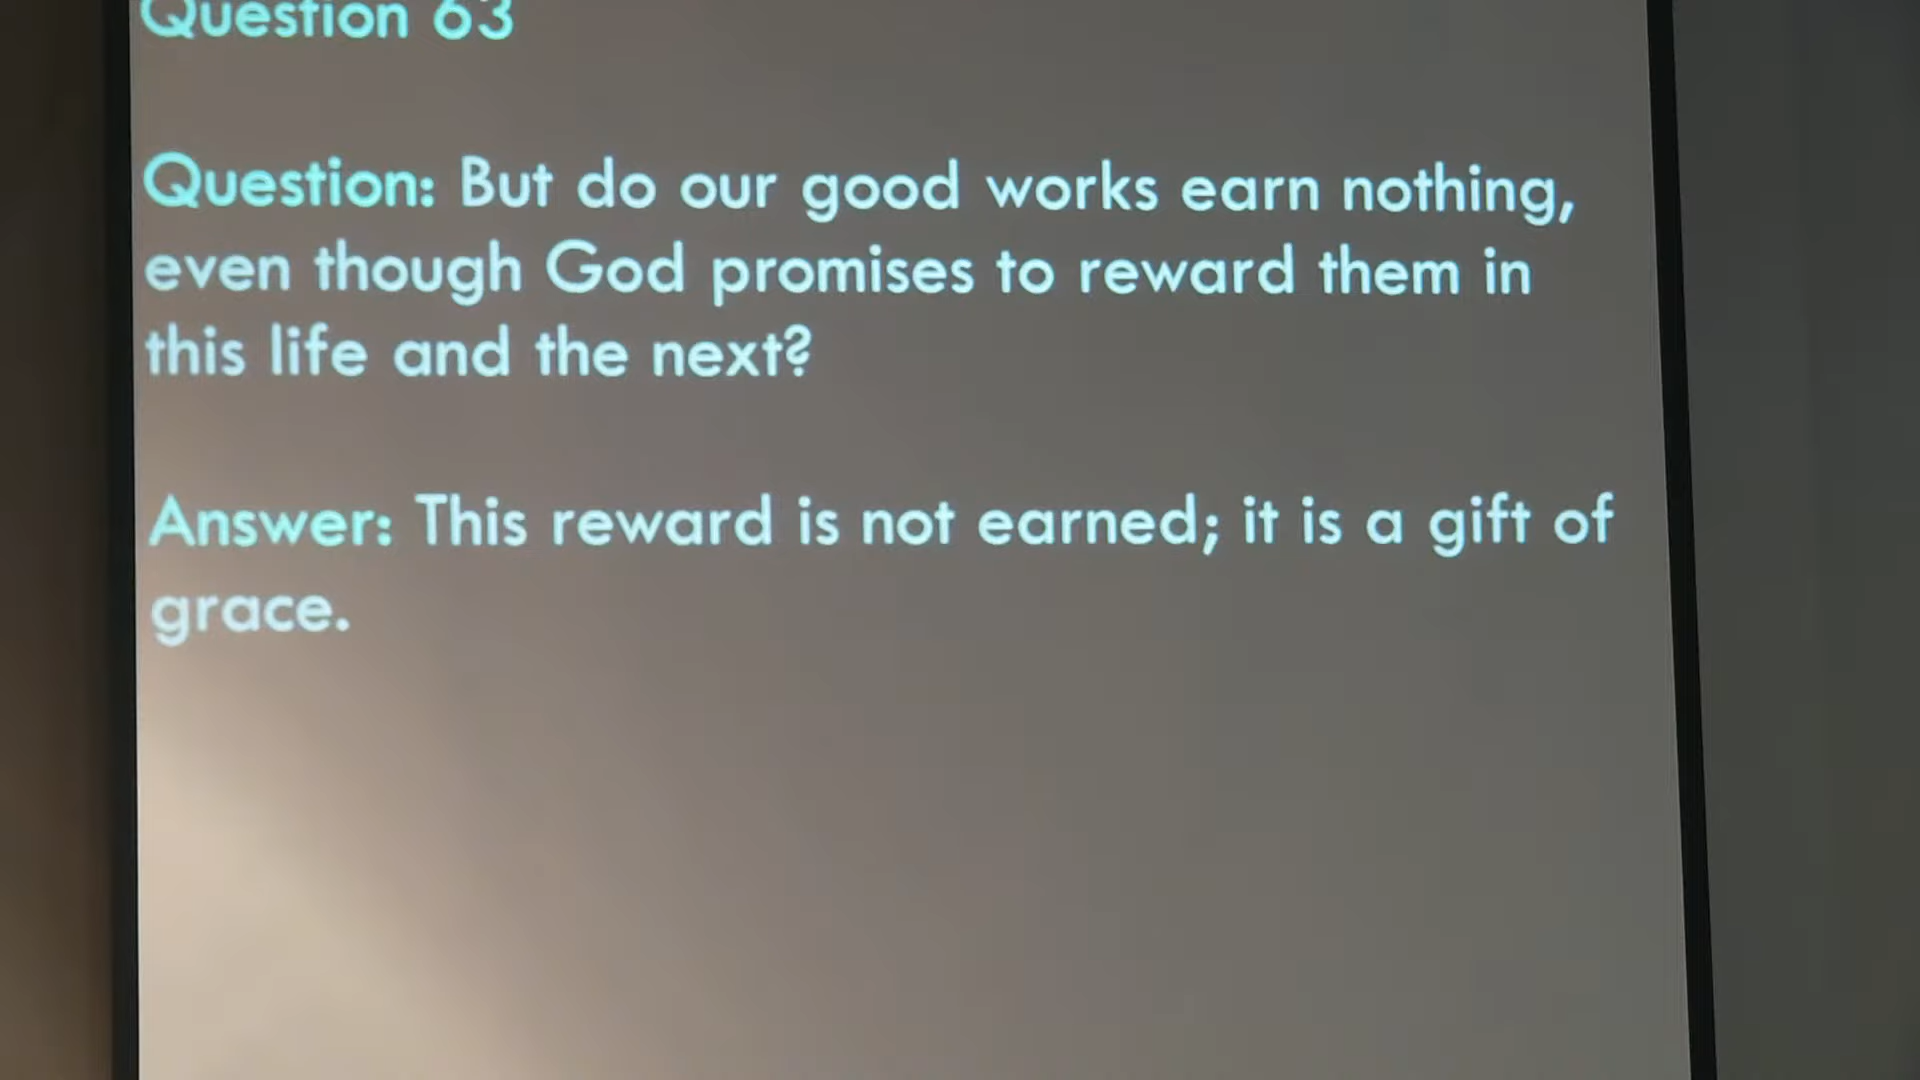 Question 63
Question: But do our good works earn nothing,
even though God promises to reward them in
this life and the next?
Answer: This reward is not earned; it is a gift of
grace.